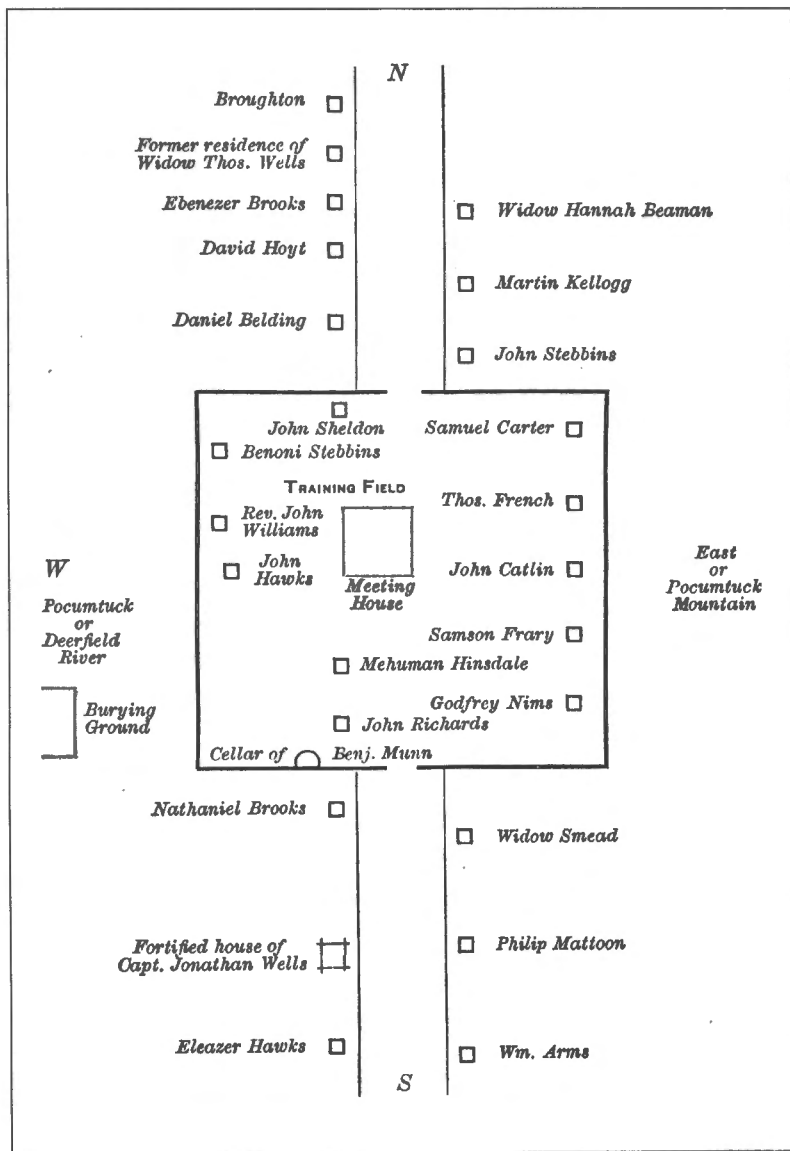 N
Broughton
Former residence of
Widow Thos. Wells
Ebenezer Brooks
Widow Hannah Beaman
David Hoyt
Martin Kellogg
Daniel Belding
John Stebbins
John Sheldon
Samuel Carter
Benoni Stebbins
TRAINING FIELD
Thos. French
Rev. John
Williams
John
Hawks
Meeting
House
John Catlin
East
or
Pocumtuck
Mountain
W
Pocumtuck
or
Deerfield
River
Samson Frary
Mehuman Hinsdale
Burying
Ground
Godfrey Nims
John Richards
Cellar of Benj. Munn
Nathaniel Brooks
Widow Smead
Fortified house of
Capt. Jonathan Wells
Philip Mattoon
Eleazer Hawks
Wm. Arms
S